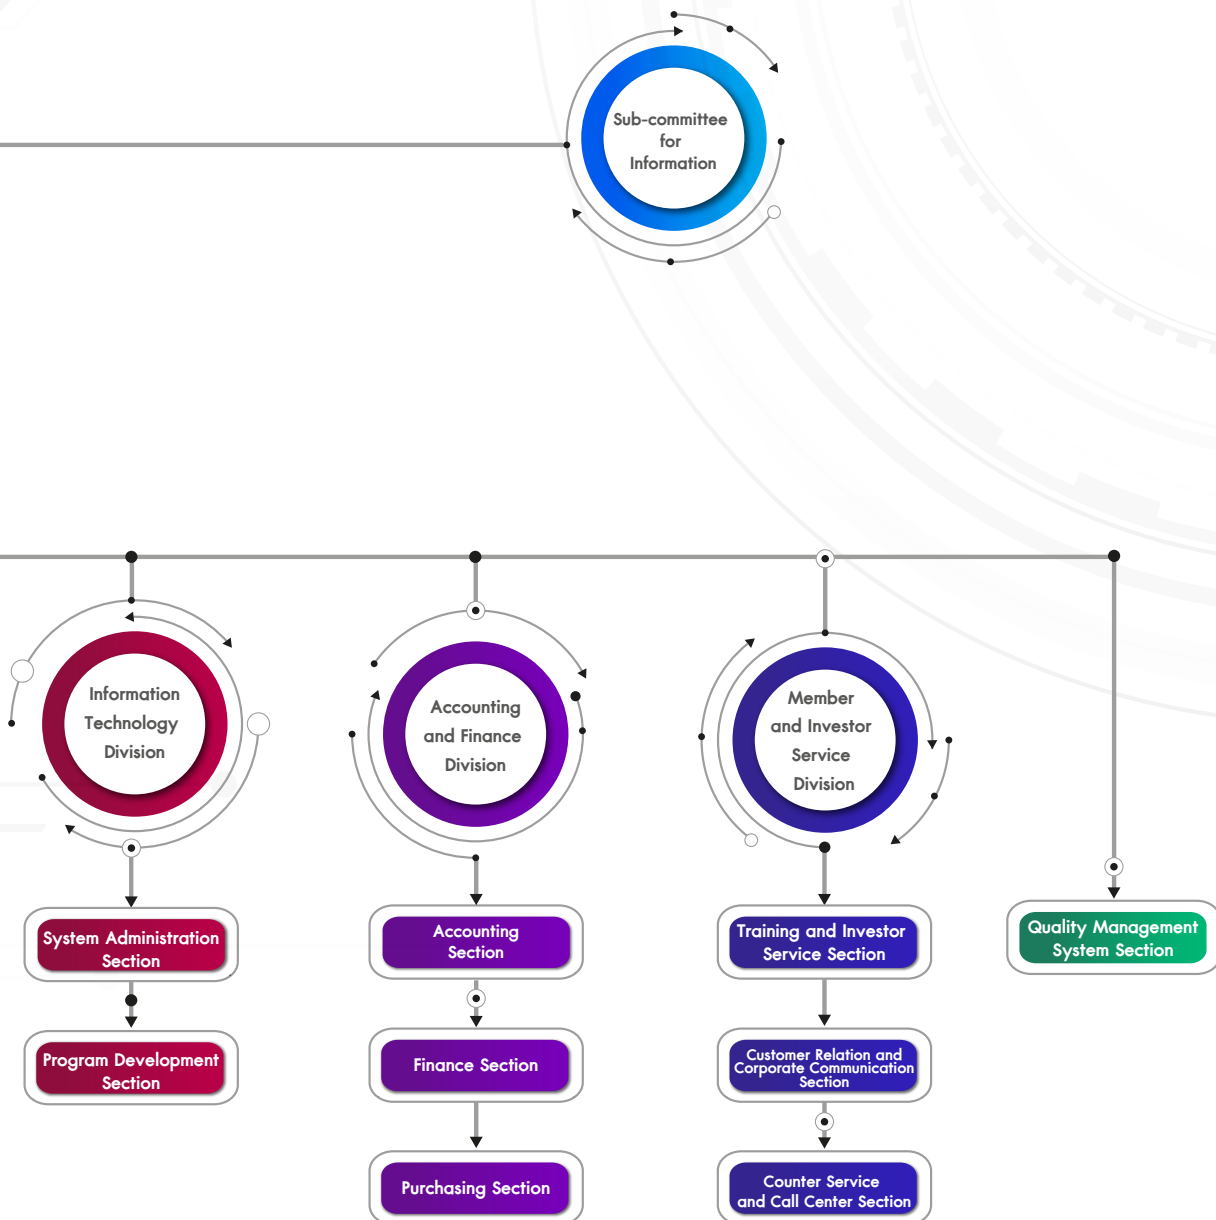 Sub-committee
for
Information
Information
Technology
Division
System Administration
Section
Program Development
Section
Accounting
and Finance
Division
Accounting
Section
Finance Section
Purchasing Section
Member
and Investor
Service
Division
Training and Investor
Service Section
Customer Relation and
Corporate Communication
Section
Counter Service
and Call Center Section
Quality Management
System Section